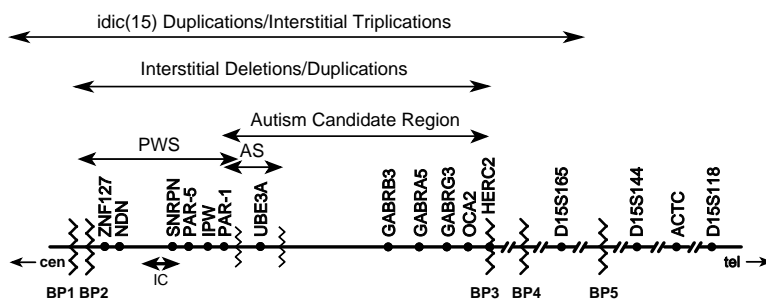 idic(15) Duplications/Interstitial Triplications
Interstitial Deletions/Duplications
Autism Candidate Region
PWS
AS
ZNF127
NDN
SNRPN
PAR-5
IPW
PAR-1
UBE3A
GABRB3
GABRA5
GABRG3
OCA2
HERC2
D15S165
D15S144
ACTC
D15S118
cen
tel
IC
BP1 BP2 BP3 BP4 BP5